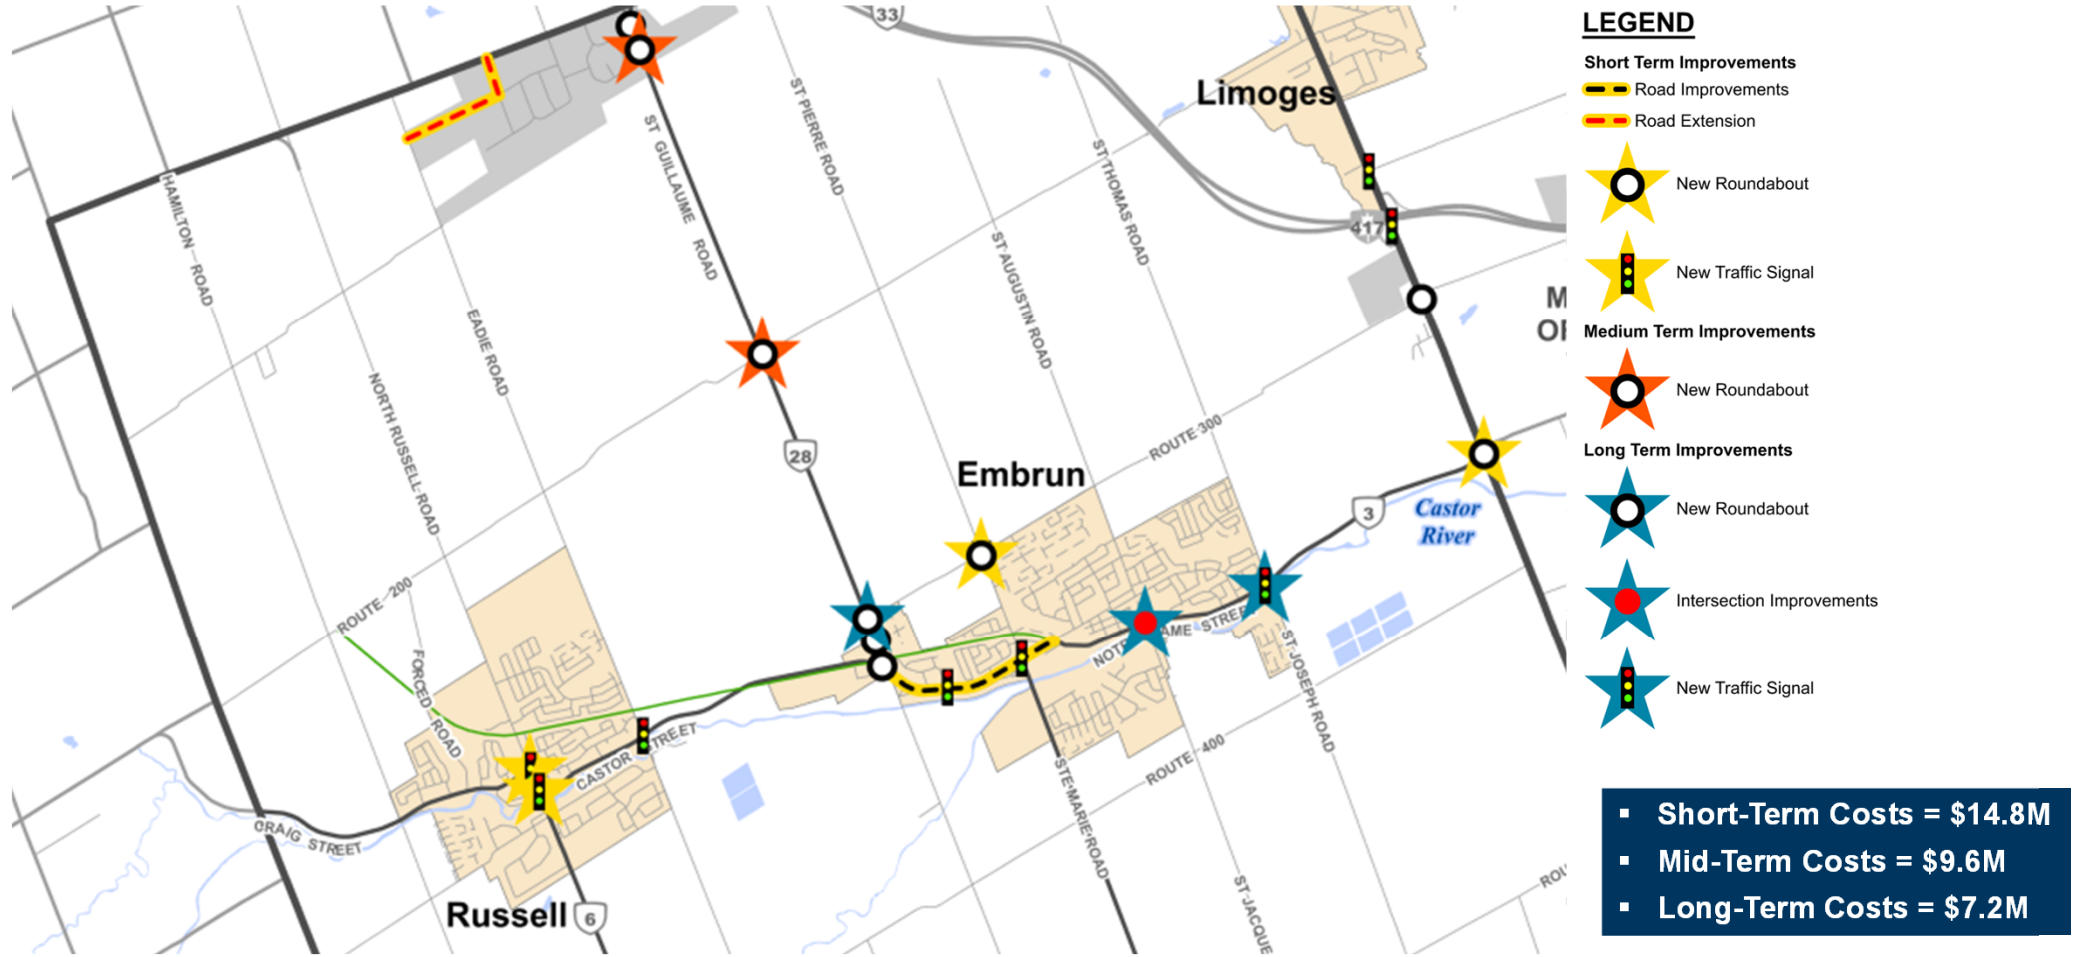 33
Limoges
ST PIERRE ROAD
ST GUILLAUME ROAD
ST THOMAS ROAD
HAMILTON ROAD
417
ST AUGUSTIN ROAD
EADIE ROAD
NORTH RUSSELL ROAD
28
ROUTE 300
Embrun
3
Castor
River
ROUTE 200
FORCED ROAD
STREET
ST JOSEPH ROAD
CASTOR STREET
ROUTE 400
STE MARIE ROAD
CRAIG STREET
Russell
6
LEGEND
Short Term Improvements
Road Improvements
Road Extension
New Roundabout
New Traffic Signal
Medium Term Improvements
New Roundabout
Long Term Improvements
New Roundabout
Intersection Improvements
New Traffic Signal
▪ Short-Term Costs = $14.8M
▪ Mid-Term Costs = $9.6M
▪ Long-Term Costs = $7.2M